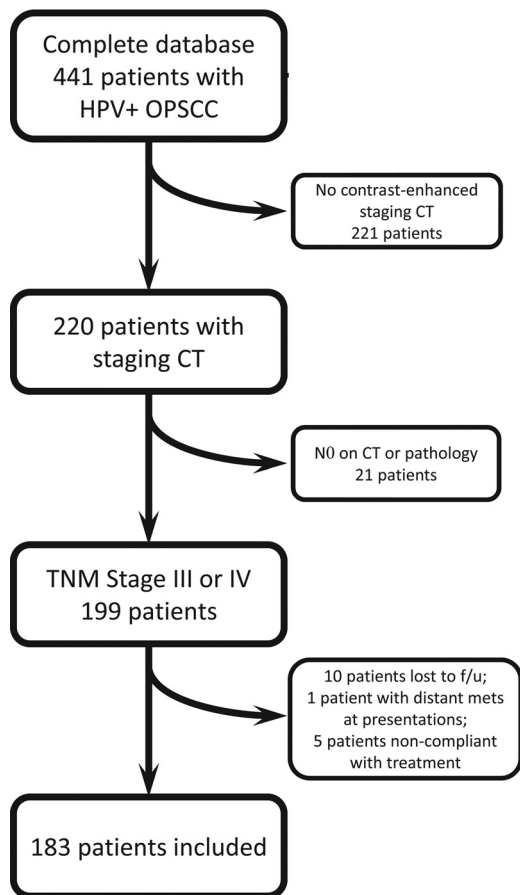 Complete database
441 patients with
HPV+ OPSCC
No contrast-enhanced
staging CT
221 patients
220 patients with
staging CT
N0 on CT or pathology
21 patients
TNM Stage III or IV
199 patients
10 patients lost to f/u;
1 patient with distant mets
at presentations;
5 patients non-compliant
with treatment
183 patients included